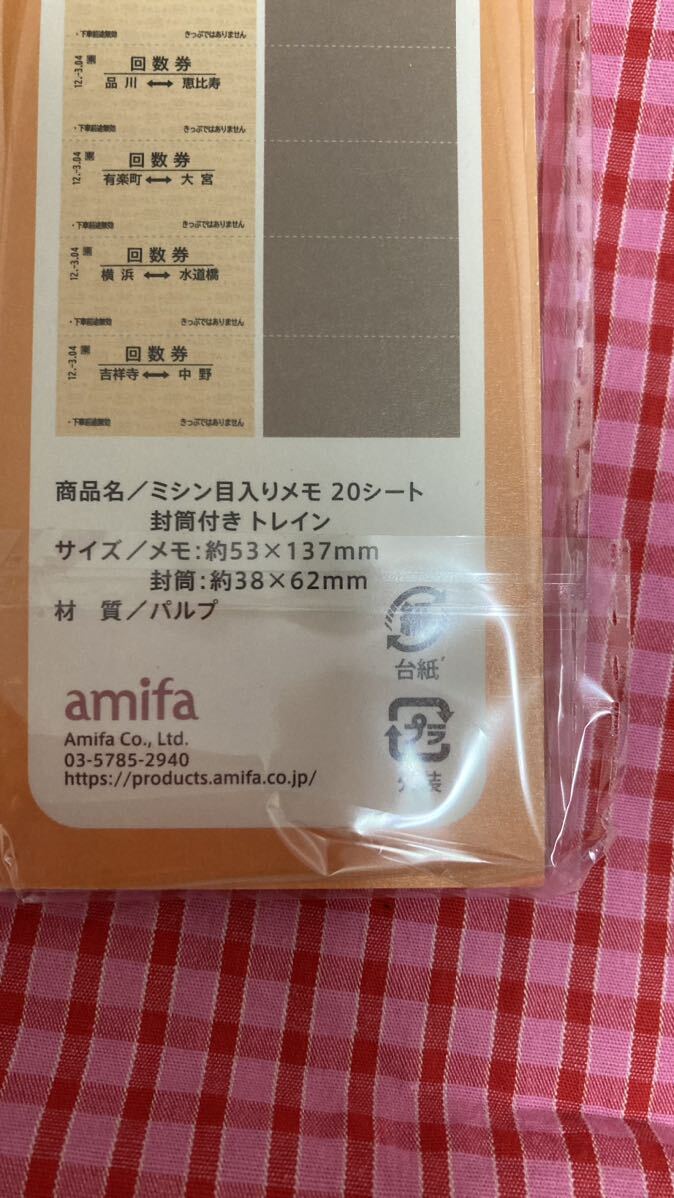 ・下車前途無効 きっぷではありません
12.-3.04
回数券
品川 ⟷ 恵比寿
・下車前途無効 きっぷではありません
12.-3.04
回数券
有楽町 ⟷ 大宮
・下車前途無効 きっぷではありません
12.-3.04
回数券
横浜 ⟷ 水道橋
・下車前途無効 きっぷではありません
12.-3.04
回数券
吉祥寺 ⟷ 中野
・下車前途無効 きっぷではありません
商品名／ミシン目入りメモ 20シート
封筒付き トレイン
サイズ／メモ：約53×137mm
封筒：約38×62mm
材 質／パルプ
紙
台紙
プラ
外装
amifa
Amifa Co., Ltd.
03-5785-2940
https://products.amifa.co.jp/